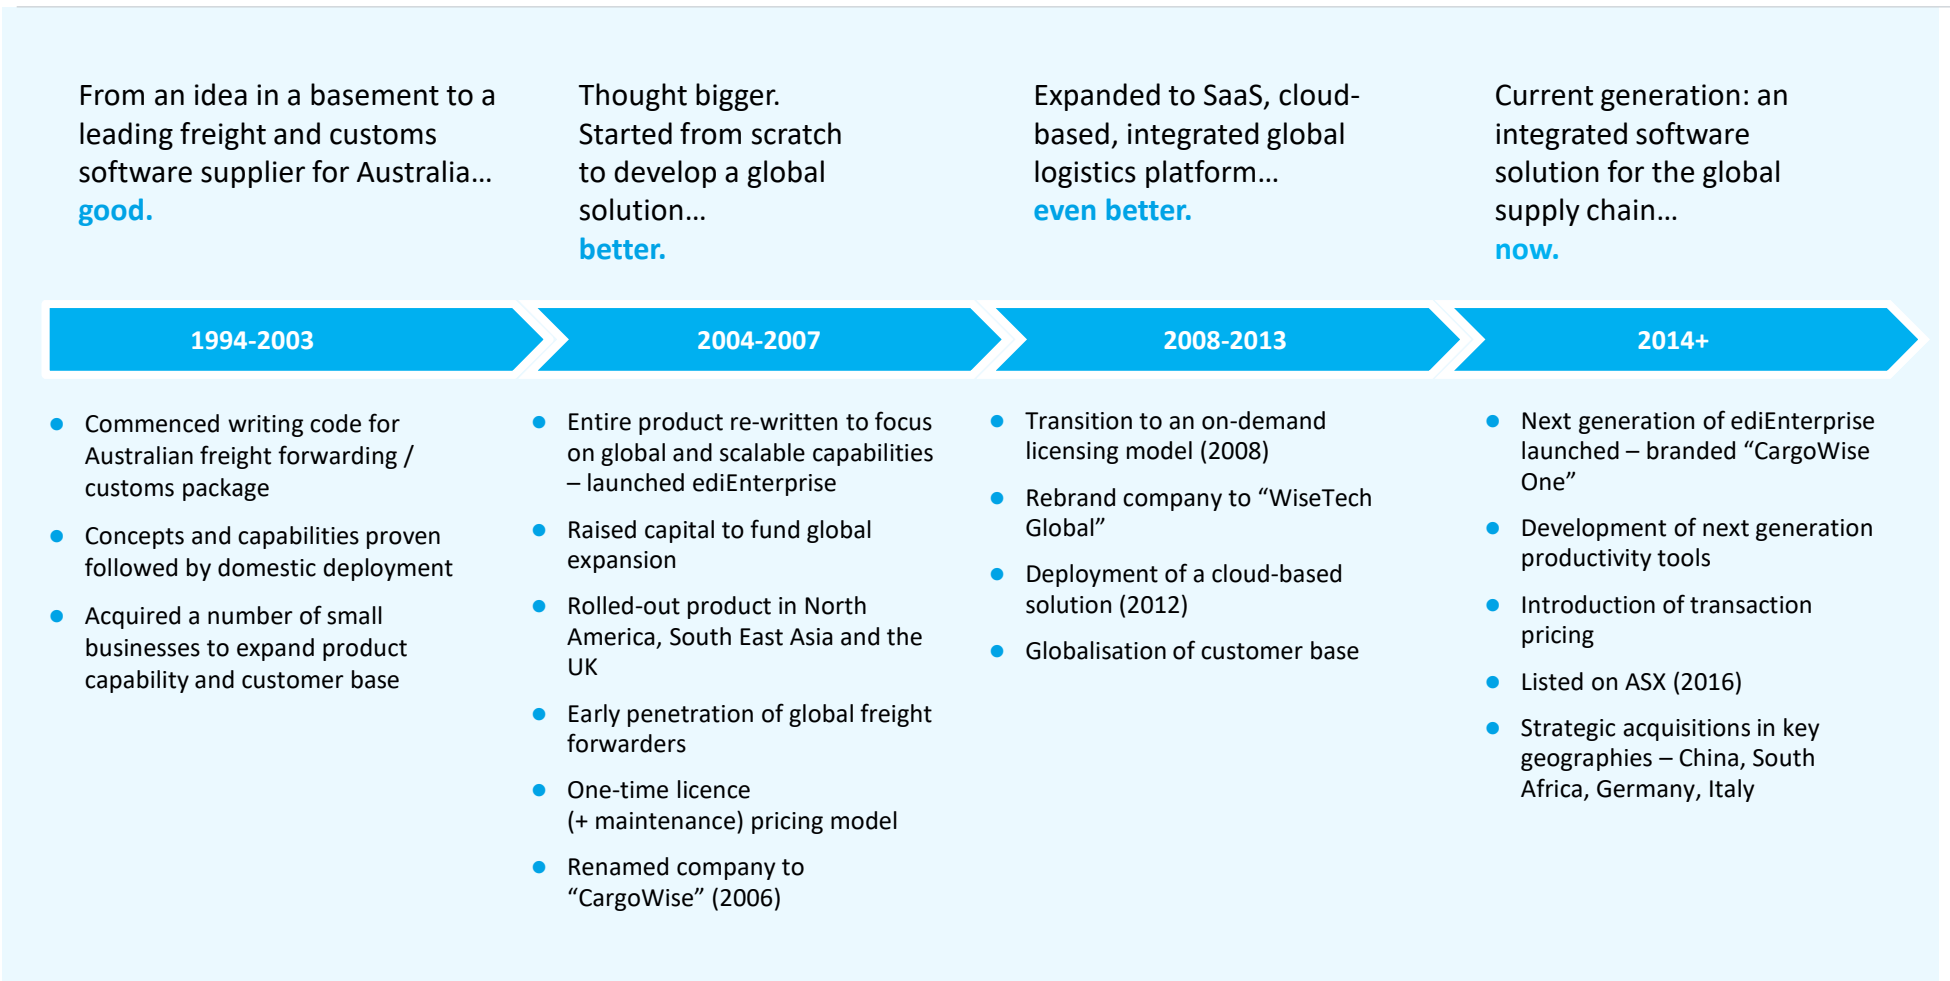 From an idea in a basement to a
leading freight and customs
software supplier for Australia…
good.
Thought bigger.
Started from scratch
to develop a global
solution…
better.
Expanded to SaaS, cloud-
based, integrated global
logistics platform…
even better.
Current generation: an
integrated software
solution for the global
supply chain…
now.
1994-2003
2004-2007
2008-2013
2014+
● Commenced writing code for
Australian freight forwarding /
customs package
● Concepts and capabilities proven
followed by domestic deployment
● Acquired a number of small
businesses to expand product
capability and customer base
● Entire product re-written to focus
on global and scalable capabilities
– launched ediEnterprise
● Raised capital to fund global
expansion
● Rolled-out product in North
America, South East Asia and the
UK
● Early penetration of global freight
forwarders
● One-time licence
(+ maintenance) pricing model
● Renamed company to
“CargoWise” (2006)
● Transition to an on-demand
licensing model (2008)
● Rebrand company to “WiseTech
Global”
● Deployment of a cloud-based
solution (2012)
● Globalisation of customer base
● Next generation of ediEnterprise
launched – branded “CargoWise
One”
● Development of next generation
productivity tools
● Introduction of transaction
pricing
● Listed on ASX (2016)
● Strategic acquisitions in key
geographies – China, South
Africa, Germany, Italy